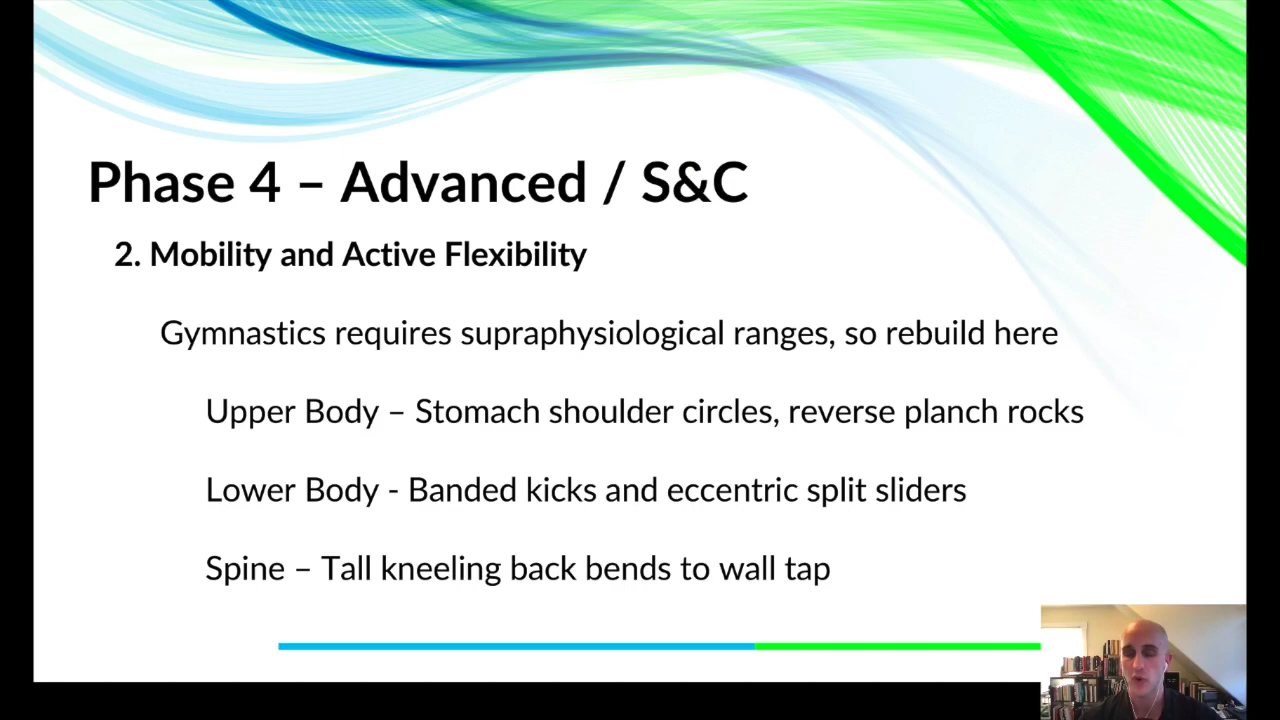 Phase 4 – Advanced / S&C
2. Mobility and Active Flexibility
Gymnastics requires supraphysiological ranges, so rebuild here
Upper Body – Stomach shoulder circles, reverse planch rocks
Lower Body - Banded kicks and eccentric split sliders
Spine – Tall kneeling back bends to wall tap